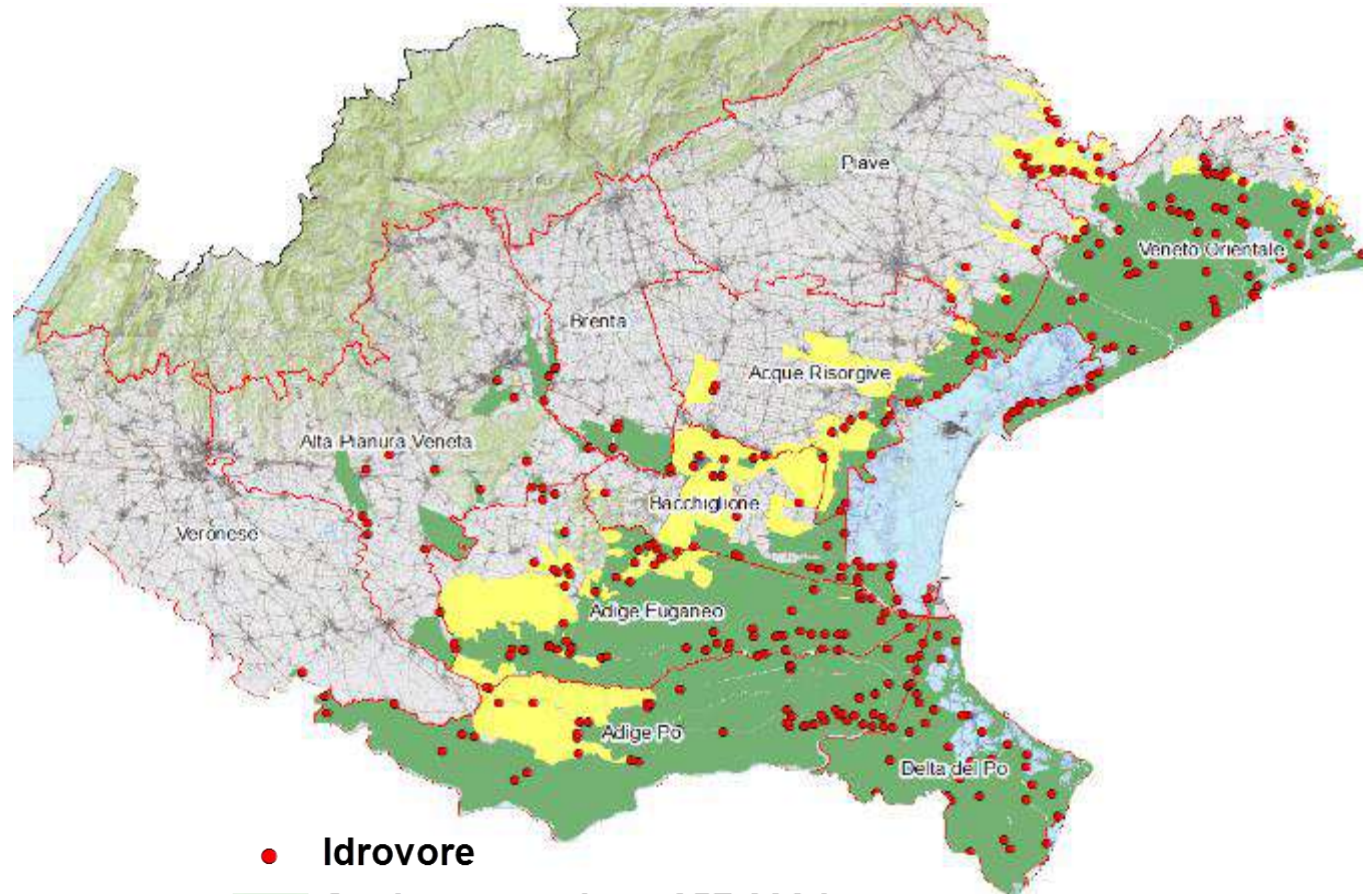 Piave
Veneto Orientale
Brenta
Acque Risorgive
Alta Pianura Veneta
Bacchiglione
Veronese
Adige Euganeo
Adige Po
Delta del Po
Idrovore